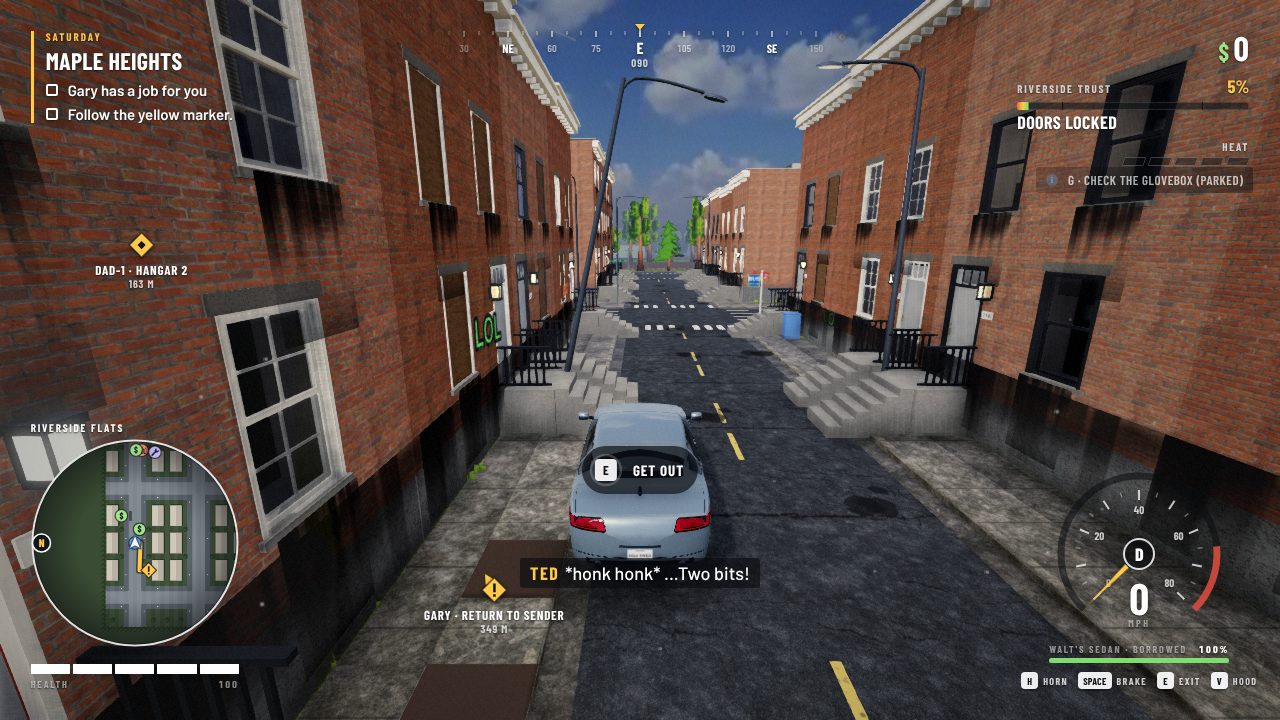 SATURDAY
MAPLE HEIGHTS
Gary has a job for you
Follow the yellow marker.
30 NE 60 75 E 105 120 SE 150
090
$0
RIVERSIDE TRUST 5%
DOORS LOCKED
HEAT
G · CHECK THE GLOVEBOX (PARKED)
DAD-1 · HANGAR 2
163 M
LOL
E GET OUT
TED *honk honk* ...Two bits!
GARY · RETURN TO SENDER
349 M
RIVERSIDE FLATS
N
HEALTH 100
0 20 40 60 80
D
0
MPH
WALT'S SEDAN · BORROWED 100%
H HORN SPACE BRAKE E EXIT V HOOD